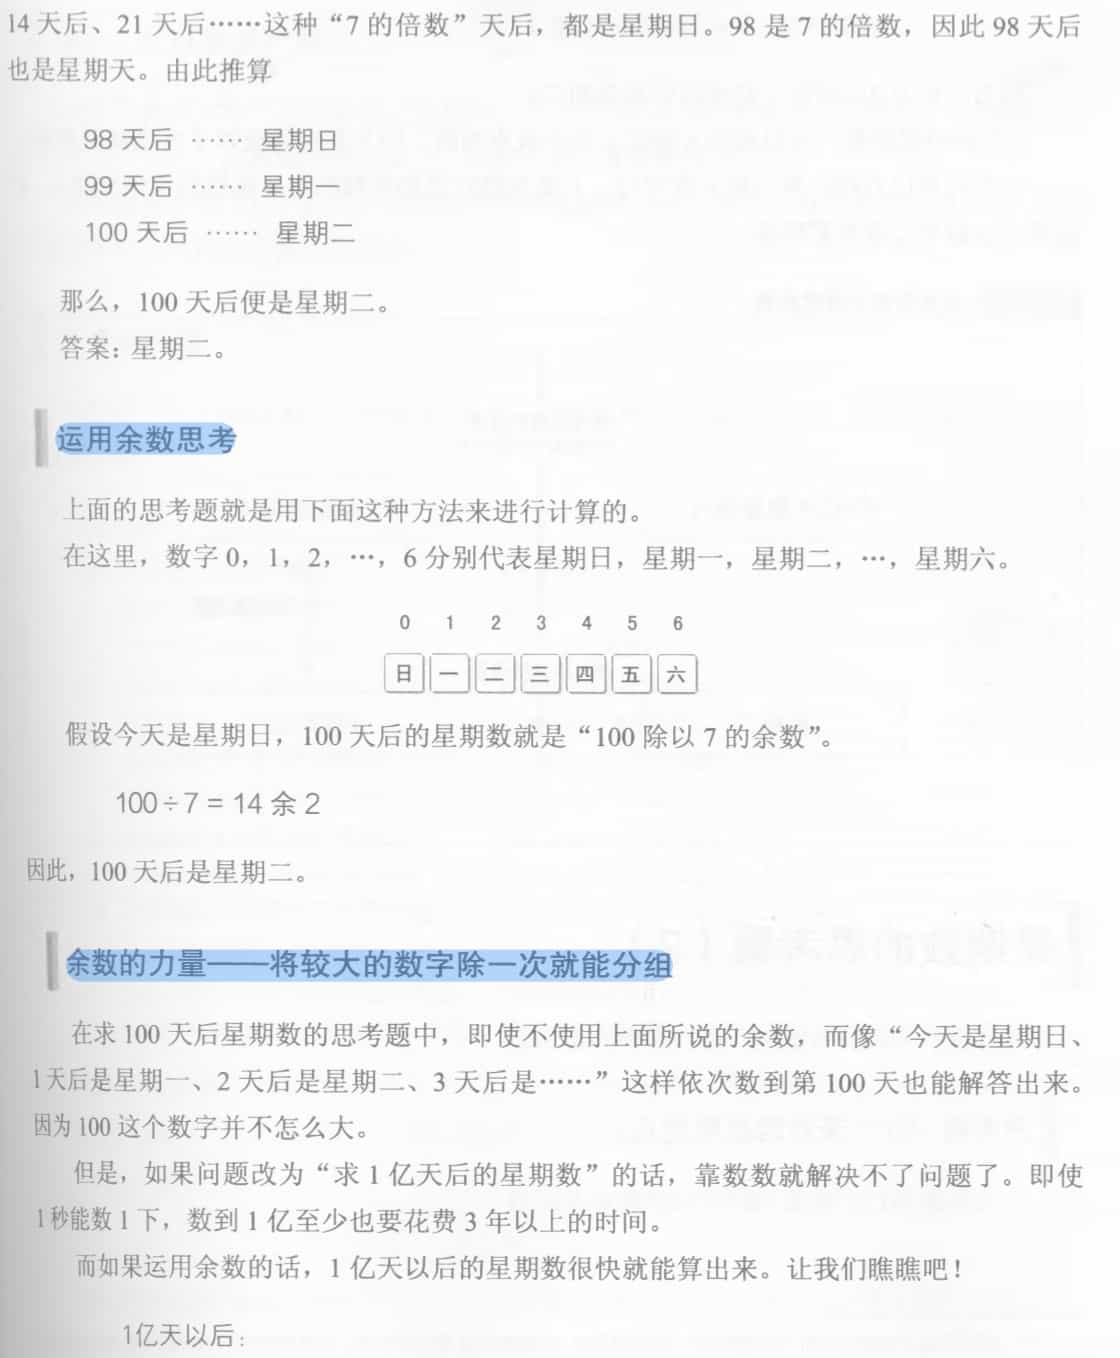 14 天后、21 天后……这种“7 的倍数”天后，都是星期日。98 是 7 的倍数，因此 98 天后
也是星期天。由此推算
98 天后 …… 星期日
99 天后 …… 星期一
100 天后 …… 星期二
那么，100 天后便是星期二。
答案：星期二。
运用余数思考
上面的思考题就是用下面这种方法来进行计算的。
在这里，数字 0，1，2，…，6 分别代表星期日，星期一，星期二，…，星期六。
0 1 2 3 4 5 6
日 一 二 三 四 五 六
假设今天是星期日，100 天后的星期数就是“100 除以 7 的余数”。
100÷7 = 14 余 2
因此，100 天后是星期二。
余数的力量——将较大的数字除一次就能分组
在求 100 天后星期数的思考题中，即使不使用上面所说的余数，而像“今天是星期日、
1 天后是星期一、2 天后是星期二、3 天后是……”这样依次数到第 100 天也能解答出来。
因为 100 这个数字并不怎么大。
但是，如果问题改为“求 1 亿天后的星期数”的话，靠数数就解决不了问题了。即使
1 秒能数 1 下，数到 1 亿至少也要花费 3 年以上的时间。
而如果运用余数的话，1 亿天以后的星期数很快就能算出来。让我们瞧瞧吧！
1亿天以后：